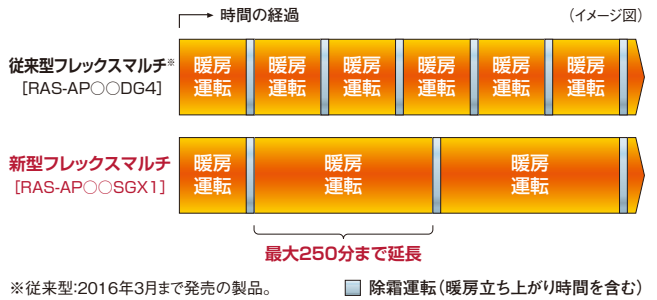 時間の経過
（イメージ図）
従来型フレックスマルチ※
［RAS-AP○○DG4］
暖房
運転
暖房
運転
暖房
運転
暖房
運転
暖房
運転
暖房
運転
新型フレックスマルチ
［RAS-AP○○SGX1］
暖房
運転
暖房
運転
暖房
運転
最大250分まで延長
※従来型:2016年3月まで発売の製品。
除霜運転（暖房立ち上がり時間を含む）